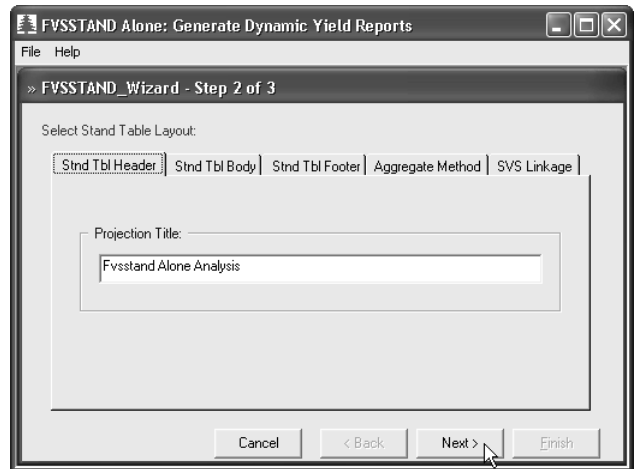 FVSSTAND Alone: Generate Dynamic Yield Reports
File Help
» FVSSTAND_Wizard - Step 2 of 3
Select Stand Table Layout:
Stnd Tbl Header Stnd Tbl Body Stnd Tbl Footer Aggregate Method SVS Linkage
Projection Title:
Fvsstand Alone Analysis
Cancel < Back Next > Finish